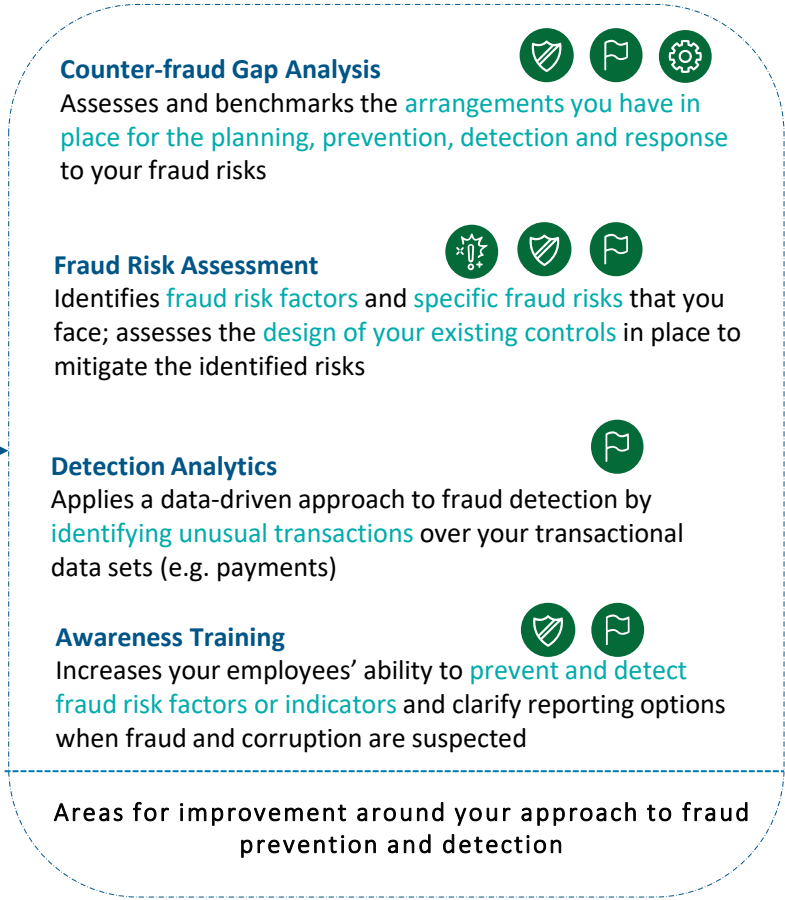 Counter-fraud Gap Analysis
Assesses and benchmarks the arrangements you have in
place for the planning, prevention, detection and response
to your fraud risks
Fraud Risk Assessment
Identifies fraud risk factors and specific fraud risks that you
face; assesses the design of your existing controls in place to
mitigate the identified risks
Detection Analytics
Applies a data-driven approach to fraud detection by
identifying unusual transactions over your transactional
data sets (e.g. payments)
Awareness Training
Increases your employees’ ability to prevent and detect
fraud risk factors or indicators and clarify reporting options
when fraud and corruption are suspected
Areas for improvement around your approach to fraud
prevention and detection